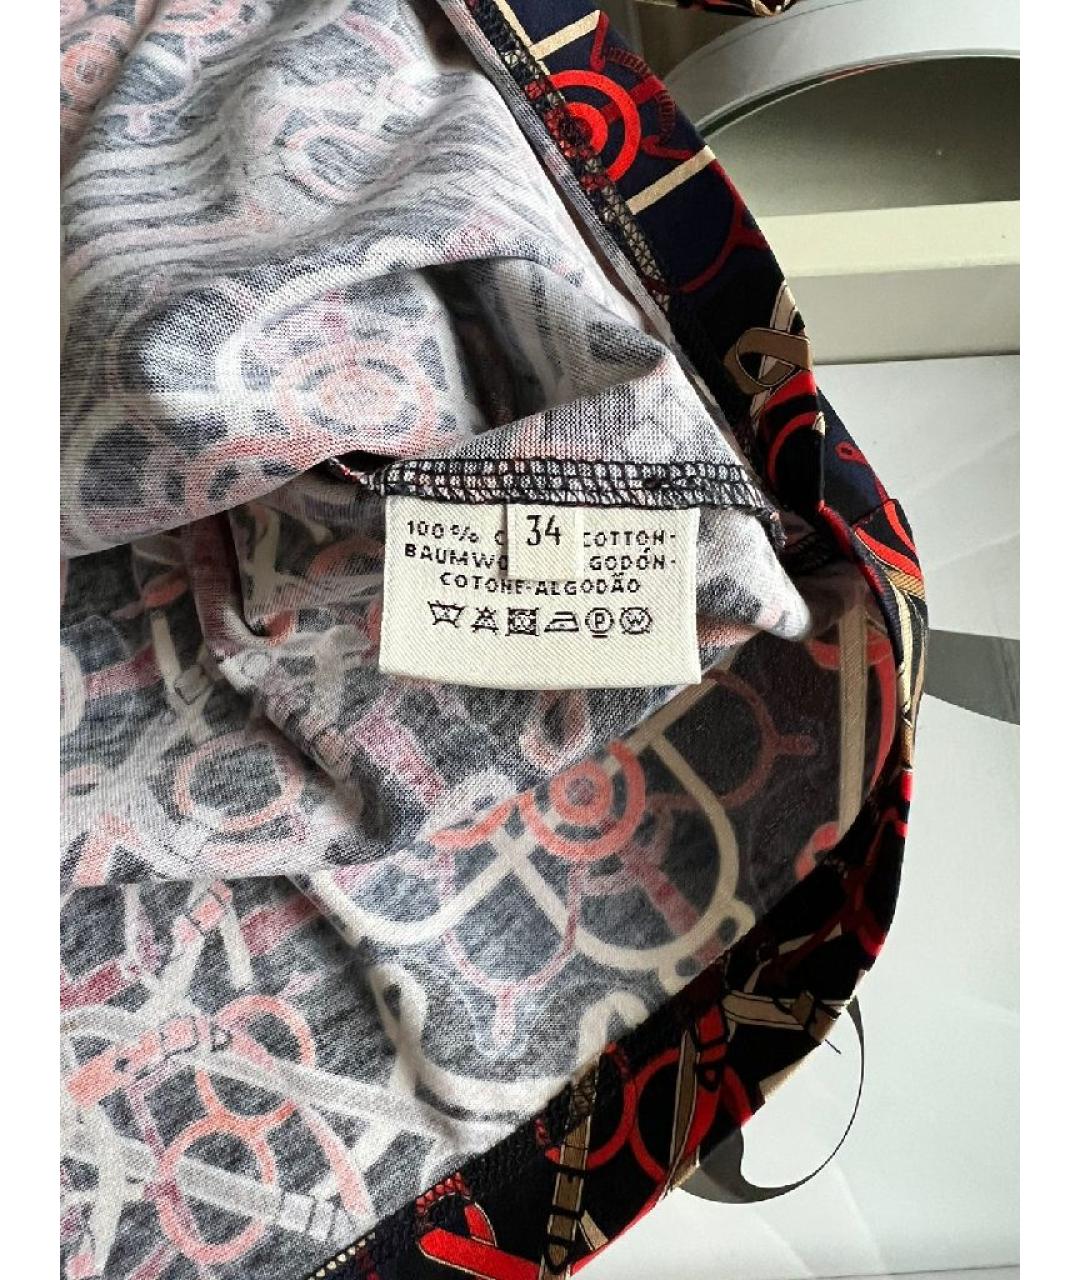 100% C 34 COTTON-
BAUMWO GODÓN-
COTONE-ALGODÃO
P W